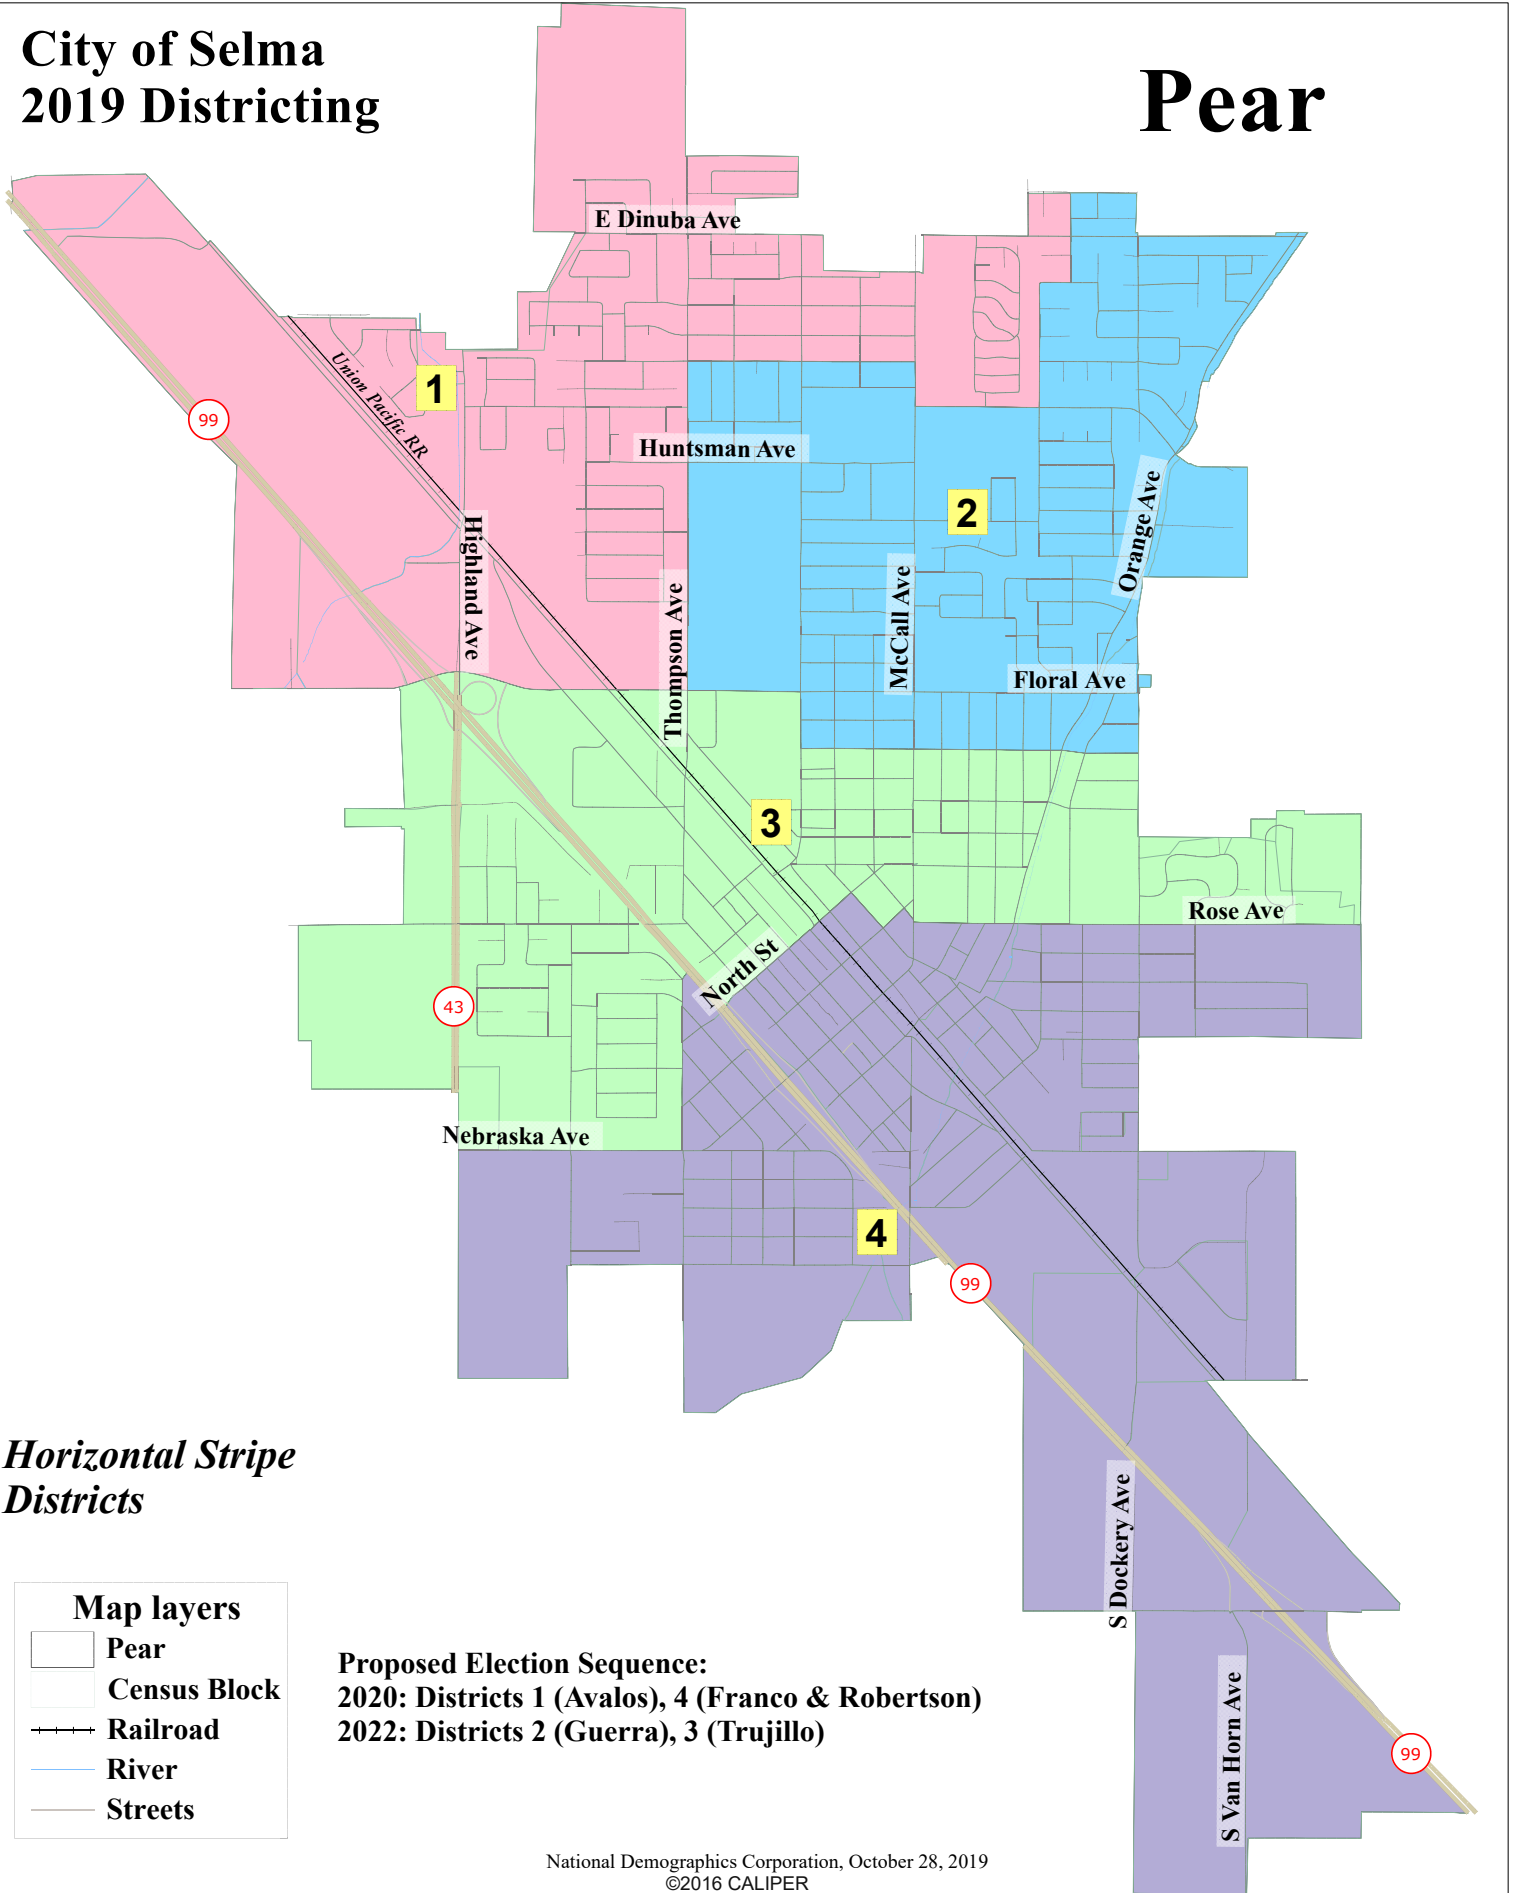 City of Selma
2019 Districting
Pear
E Dinuba Ave
Union Pacific RR
1
99
Huntsman Ave
Highland Ave
Thompson Ave
McCall Ave
2
Orange Ave
Floral Ave
3
Rose Ave
North St
43
Nebraska Ave
4
99
Horizontal Stripe
Districts
S Dockery Ave
S Van Horn Ave
99
Map layers
Pear
Census Block
Railroad
River
Streets
Proposed Election Sequence:
2020: Districts 1 (Avalos), 4 (Franco & Robertson)
2022: Districts 2 (Guerra), 3 (Trujillo)
National Demographics Corporation, October 28, 2019
©2016 CALIPER